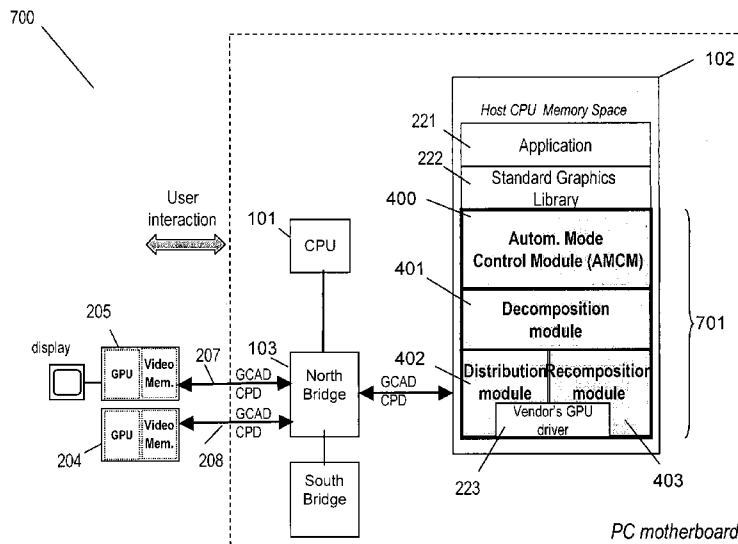 700
102
Host CPU Memory Space
221
Application
222
Standard Graphics
Library
400
User
interaction
101
CPU
Autom. Mode
Control Module (AMCM)
401
Decomposition
module
701
205
display
GPU
Video
Mem.
207
103
GCAD
CPD
North
Bridge
GCAD
CPD
402
Distribution
module
Recomposition
module
Vendor's GPU
driver
GPU
Video
Mem.
204
208
GCAD
CPD
South
Bridge
223
403
PC motherboard